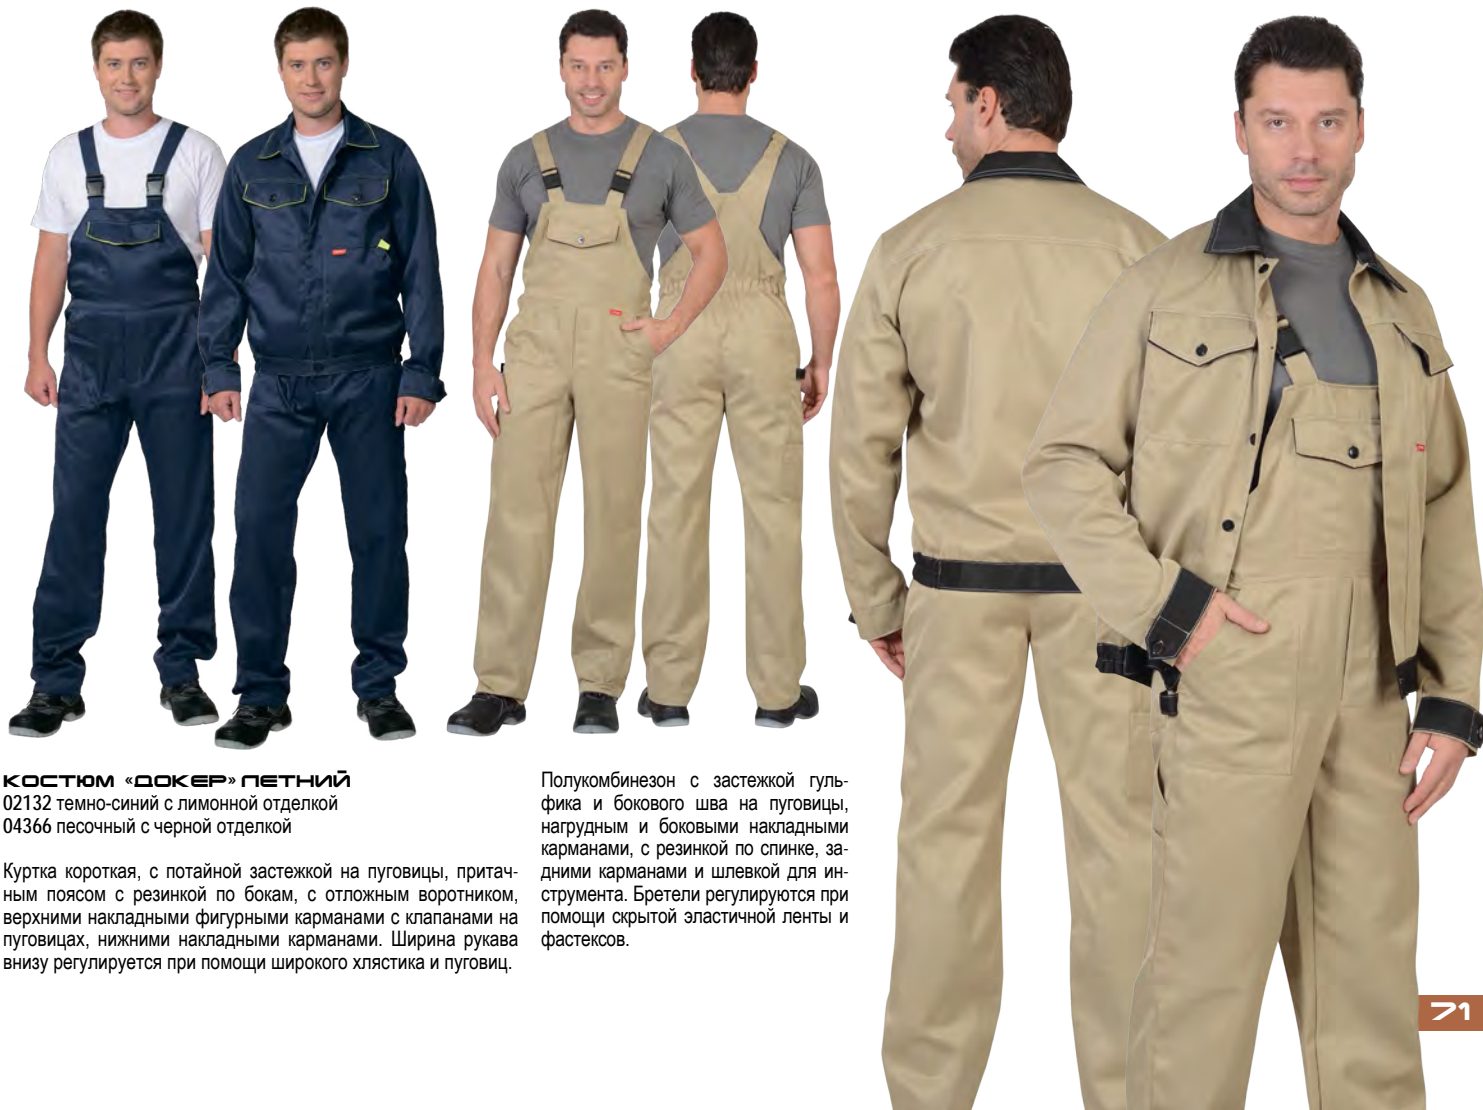 КОСТЮМ «ДОКЕР» ЛЕТНИЙ
02132 темно-синий с лимонной отделкой
04366 песочный с черной отделкой
Куртка короткая, с потайной застежкой на пуговицы, притач-
ным поясом с резинкой по бокам, с отложным воротником,
верхними накладными фигурными карманами с клапанами на
пуговицах, нижними накладными карманами. Ширина рукава
внизу регулируется при помощи широкого хлястика и пуговиц.
Полукомбинезон с застежкой гуль-
фика и бокового шва на пуговицы,
нагрудным и боковыми накладными
карманами, с резинкой по спинке, за-
дними карманами и шлевкой для ин-
струмента. Бретели регулируются при
помощи скрытой эластичной ленты и
фастексов.
71